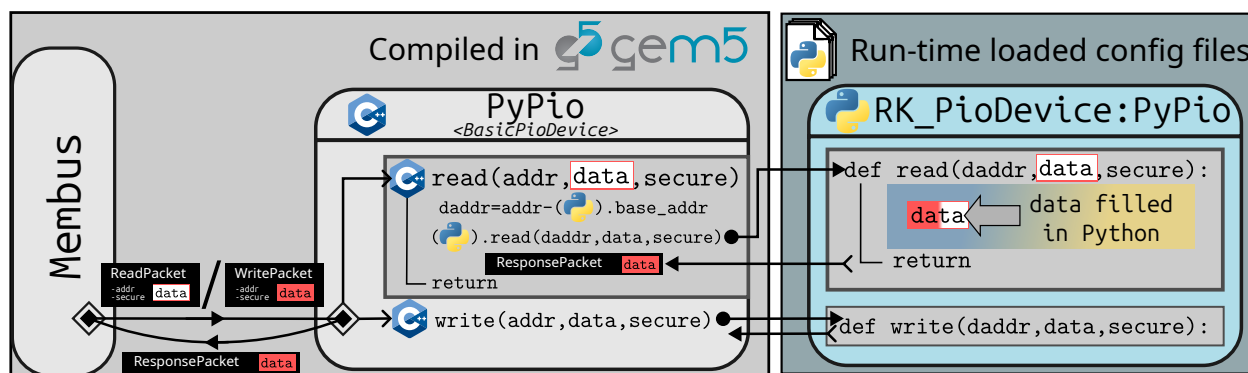 Compiled in gem5
Membus
ReadPacket
-addr
-secure data
/
WritePacket
-addr
-secure data
ResponsePacket data
C++
PyPio
<BasicPioDevice>
C++ read(addr,data,secure)
daddr=addr-( ).base_addr
( ).read(daddr,data,secure)
ResponsePacket data
return
C++ write(addr,data,secure)
Run-time loaded config files
RK_PioDevice:PyPio
def read(daddr,data,secure):
data
data filled
in Python
return
def write(daddr,data,secure):